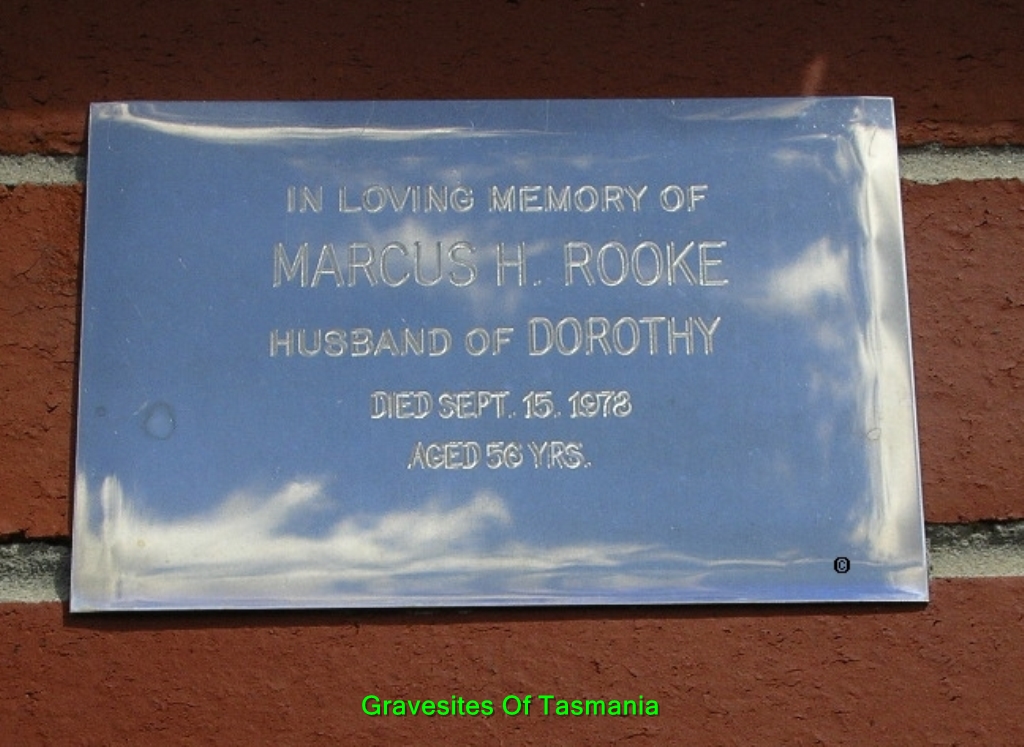 IN LOVING MEMORY OF
MARCUS H. ROOKE
HUSBAND OF DOROTHY
DIED SEPT. 15. 1978
AGED 56 YRS.
©
Gravesites Of Tasmania